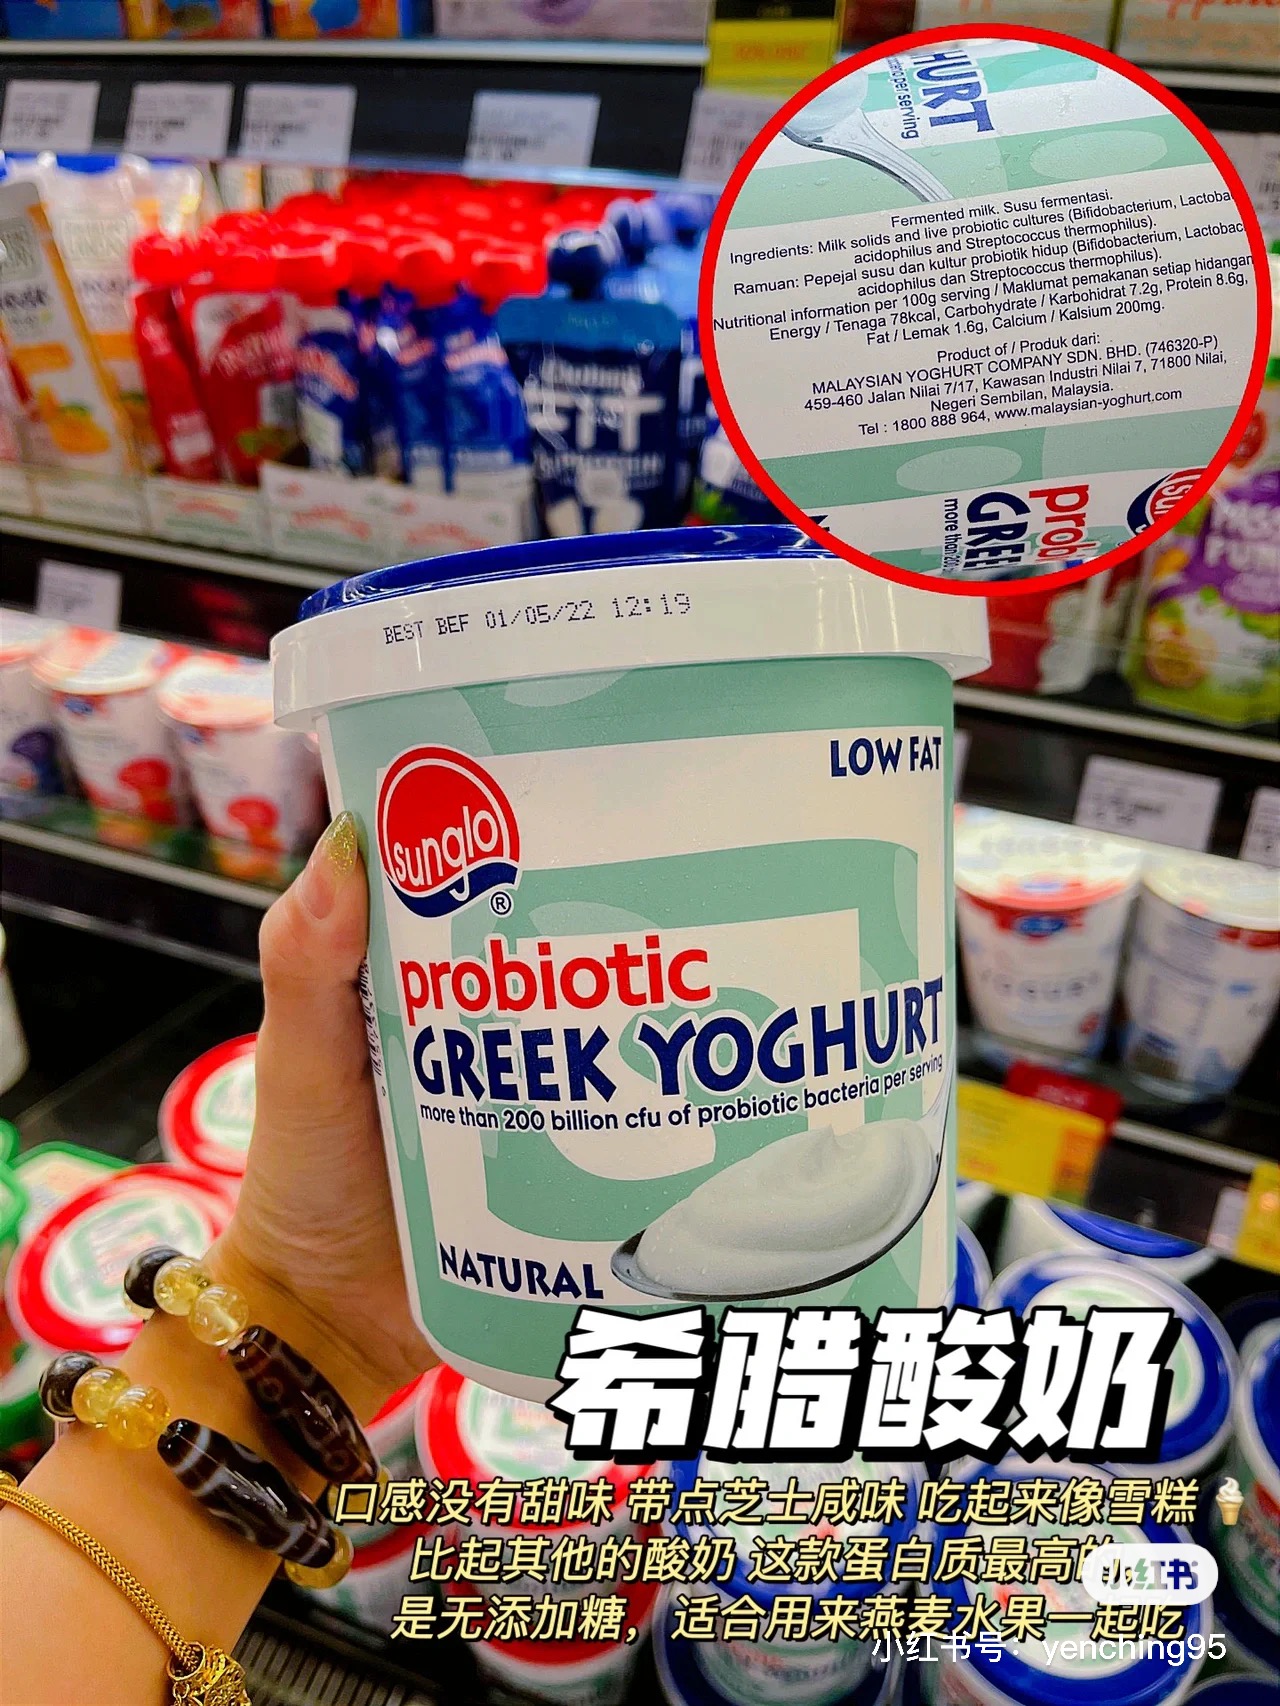 HURT
per serving
Fermented milk. Susu fermentasi.
Ingredients: Milk solids and live probiotic cultures (Bifidobacterium, Lactoba
acidophilus and Streptococcus thermophilus).
Ramuan: Pepejal susu dan kultur probiotik hidup (Bifidobacterium, Lactobac
acidophilus dan Streptococcus thermophilus).
Nutritional information per 100g serving / Maklumat pemakanan setiap hidangan
Energy / Tenaga 78kcal, Carbohydrate / Karbohidrat 7.2g, Protein 8.6g,
Fat / Lemak 1.6g, Calcium / Kalsium 200mg.
Product of / Produk dari:
MALAYSIAN YOGHURT COMPANY SDN. BHD. (746320-P)
459-460 Jalan Nilai 7/17, Kawasan Industri Nilai 7, 71800 Nilai,
Negeri Sembilan, Malaysia.
Tel : 1800 888 964, www.malaysian-yoghurt.com
prob
GREE
more than 200
BEST BEF 01/05/22 12:19
LOW FAT
sunglo
®
probiotic
GREEK YOGHURT
more than 200 billion cfu of probiotic bacteria per serving
NATURAL
希腊酸奶
口感没有甜味 带点芝士咸味 吃起来像雪糕🍦
比起其他的酸奶 这款蛋白质最高的
小红书
是无添加糖，适合用来燕麦水果一起吃
小红书号：yenching95